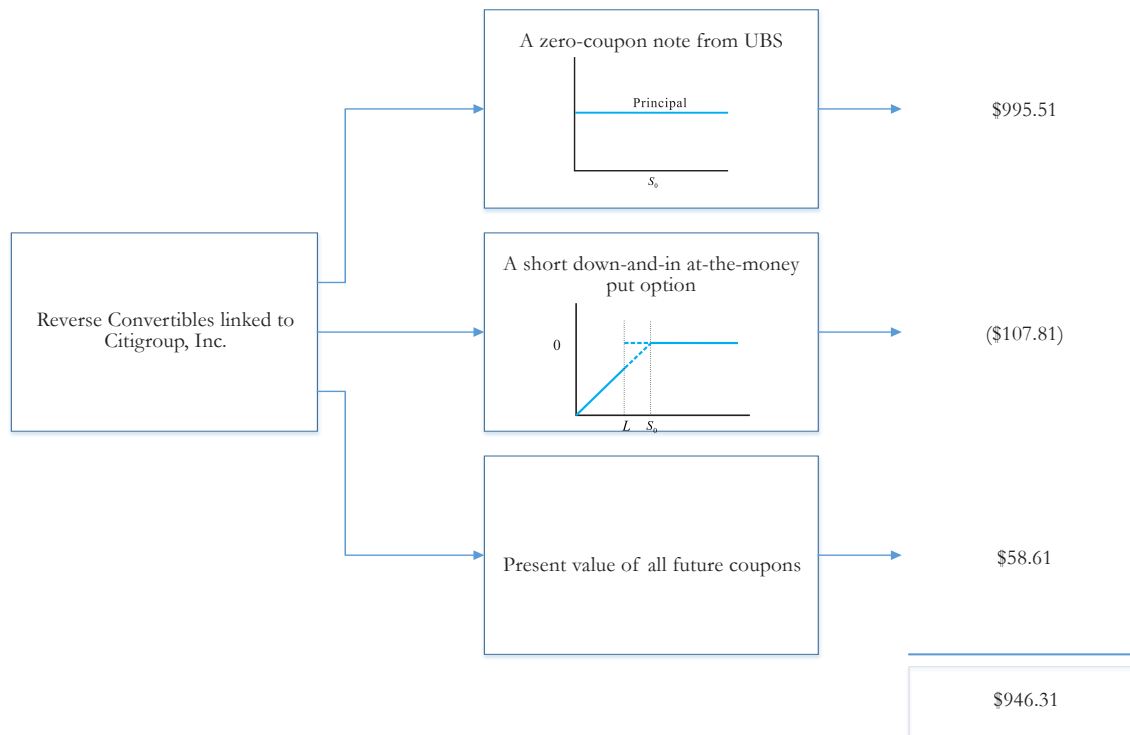 A zero-coupon note from UBS
Principal
S₀
$995.51
Reverse Convertibles linked to
Citigroup, Inc.
A short down-and-in at-the-money
put option
0
L S₀
($107.81)
Present value of all future coupons
$58.61
$946.31